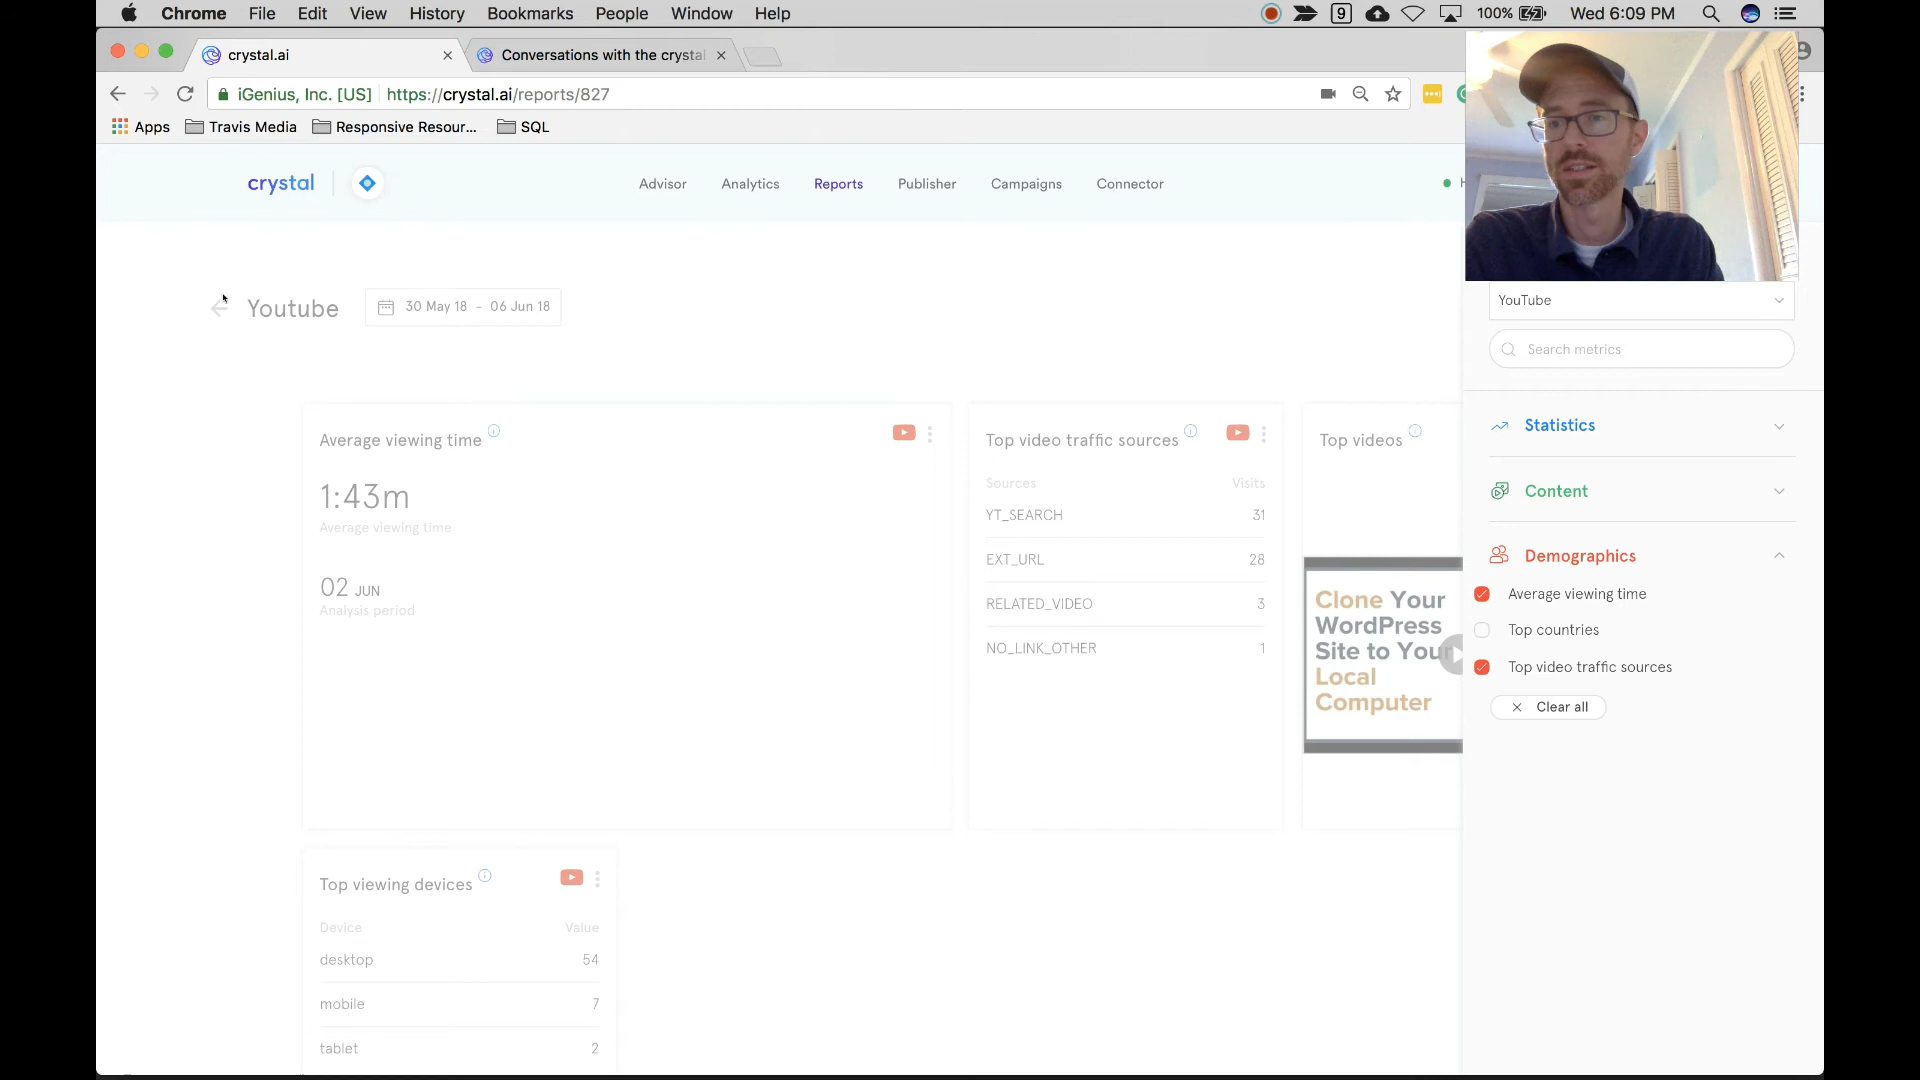 Chrome File Edit View History Bookmarks People Window Help 9 100% Wed 6:09 PM
crystal.ai Conversations with the crystal
iGenius, Inc. [US] https://crystal.ai/reports/827
Apps Travis Media Responsive Resour... SQL
crystal Advisor Analytics Reports Publisher Campaigns Connector
Youtube 30 May 18 - 06 Jun 18
YouTube
Search metrics
Average viewing time
1:43m
Average viewing time
02 JUN
Analysis period
Top video traffic sources
Sources Visits
YT_SEARCH 31
EXT_URL 28
RELATED_VIDEO 3
NO_LINK_OTHER 1
Top videos
Clone Your
WordPress
Site to Your
Local
Computer
Statistics
Content
Demographics
Average viewing time
Top countries
Top video traffic sources
Clear all
Top viewing devices
Device Value
desktop 54
mobile 7
tablet 2